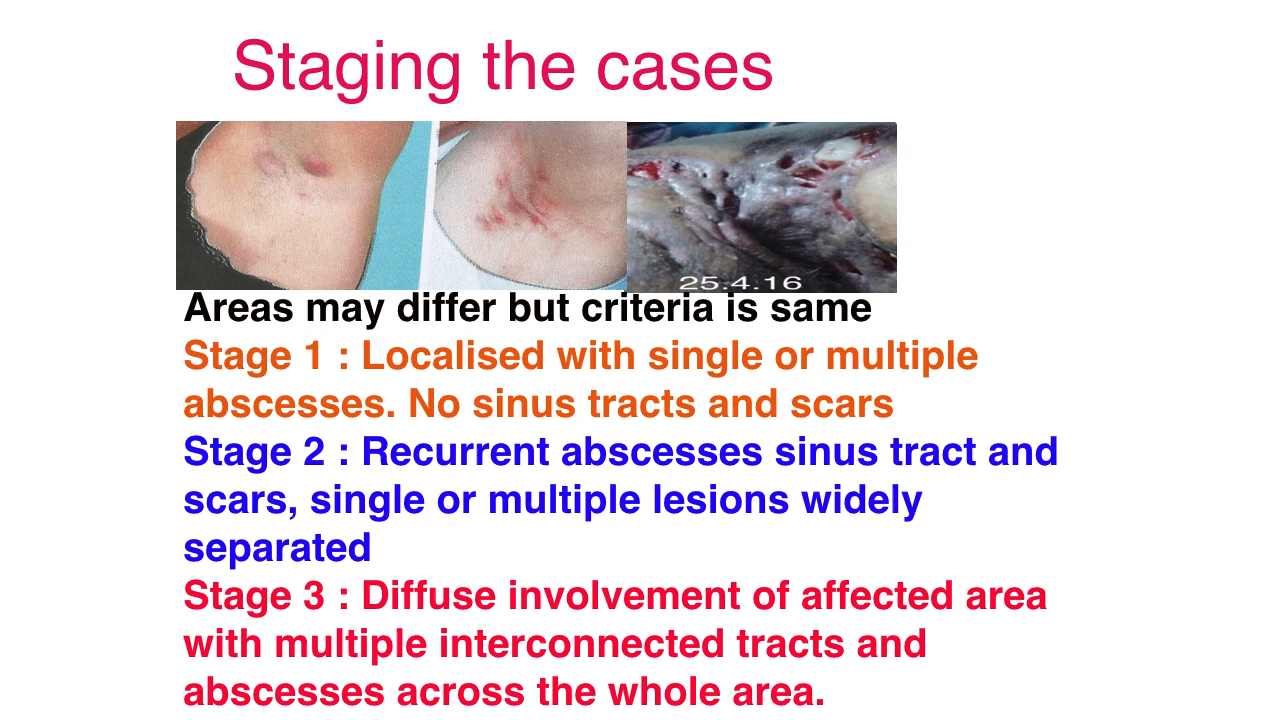 Staging the cases
25.4.16
Areas may differ but criteria is same
Stage 1 : Localised with single or multiple
abscesses. No sinus tracts and scars
Stage 2 : Recurrent abscesses sinus tract and
scars, single or multiple lesions widely
separated
Stage 3 : Diffuse involvement of affected area
with multiple interconnected tracts and
abscesses across the whole area.